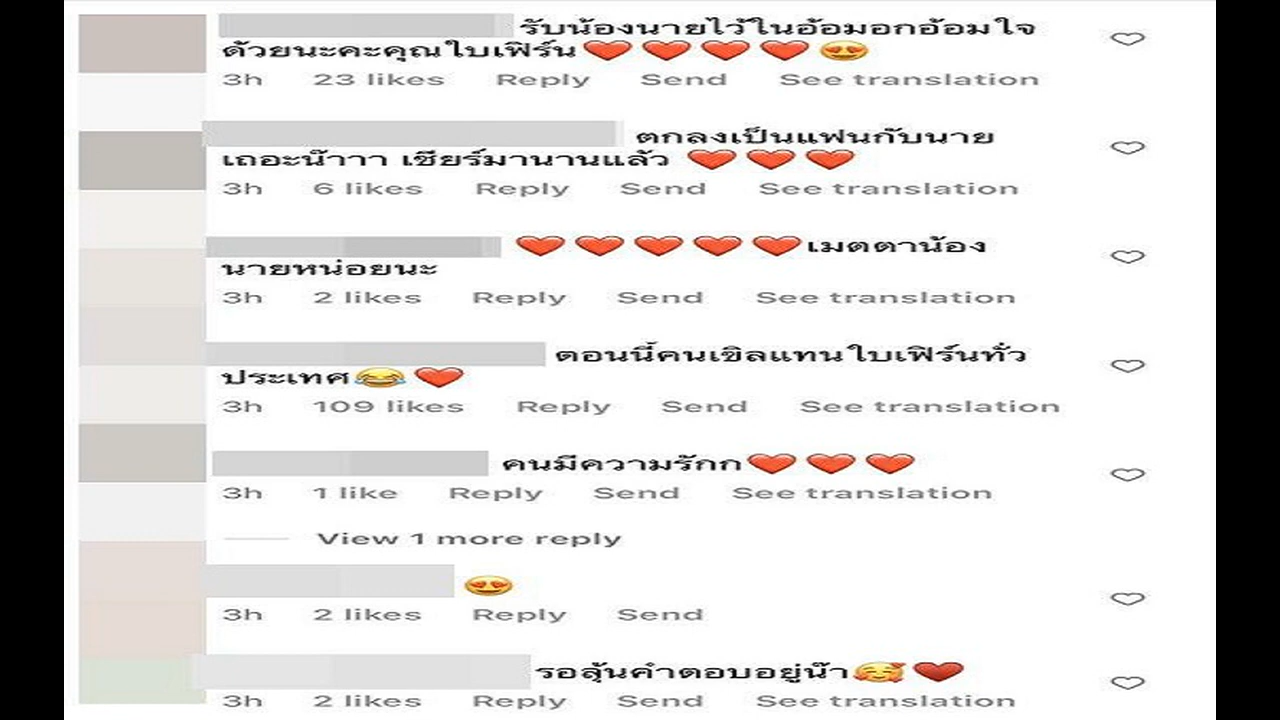 รับน้องนายไว้ในอ้อมอกอ้อมใจ
ด้วยนะคะคุณใบเฟิร์น❤️❤️❤️❤️😍
3h 23 likes Reply Send See translation
ตกลงเป็นแฟนกับนาย
เถอะน๊าาา เชียร์มานานแล้ว ❤️❤️❤️
3h 6 likes Reply Send See translation
❤️❤️❤️❤️❤️เมตตาน้อง
นายหน่อยนะ
3h 2 likes Reply Send See translation
ตอนนี้คนเขิลแทนใบเฟิร์นทั่ว
ประเทศ😂❤️
3h 109 likes Reply Send See translation
คนมีความรักก❤️❤️❤️
3h 1 like Reply Send See translation
View 1 more reply
😍
3h 2 likes Reply Send
รอลุ้นคำตอบอยู่น๊า🥰❤️
3h 2 likes Reply Send See translation